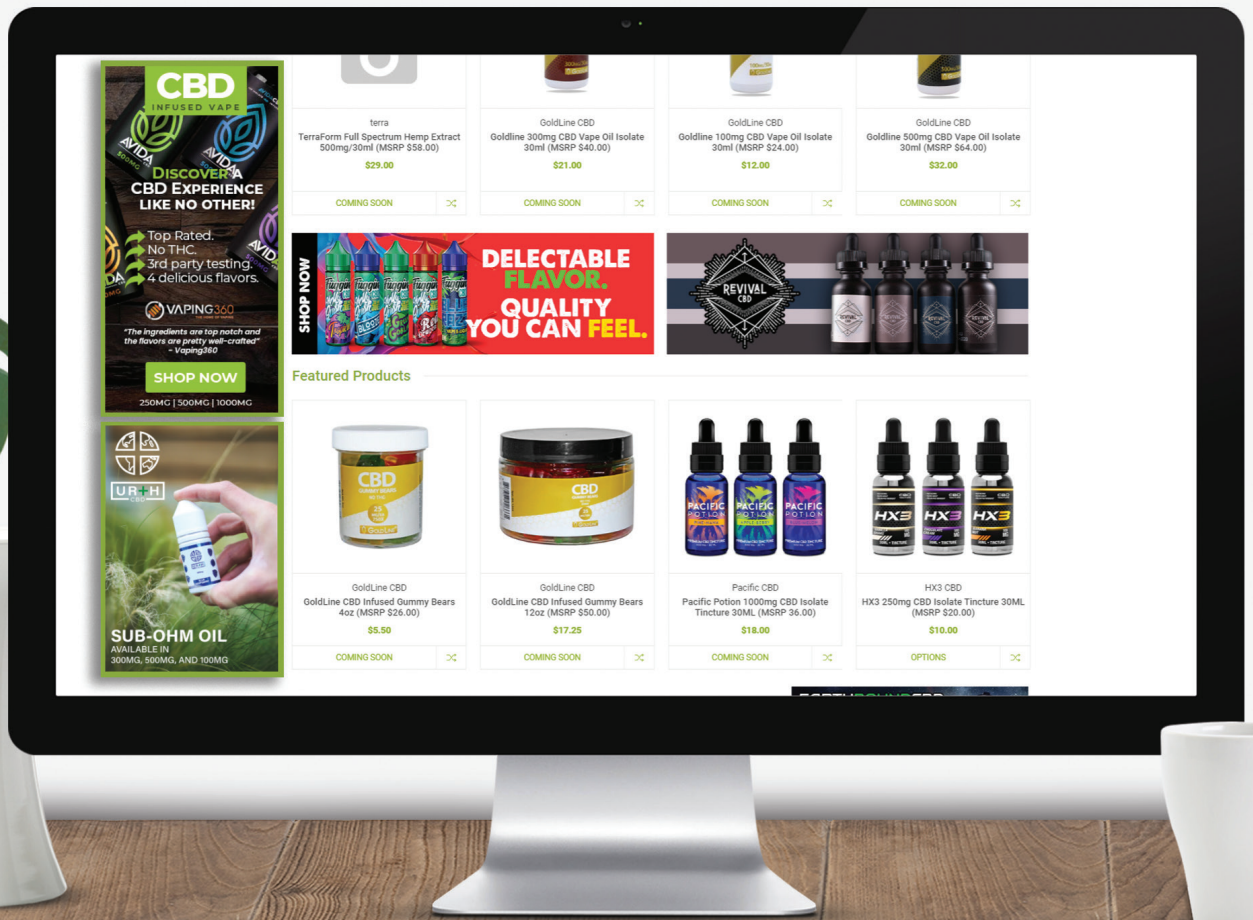 CBD
INFUSED VAPE
AVIDA
500MG
AVIDA
DISCOVER A
CBD EXPERIENCE
LIKE NO OTHER!
Top Rated.
No THC.
3rd party testing.
4 delicious flavors.
VAPING360
"The ingredients are top notch and
the flavors are pretty well-crafted"
- Vaping360
SHOP NOW
250MG | 500MG | 1000MG
UR+H
CBD
SUB-OHM OIL
AVAILABLE IN
300MG, 500MG, AND 100MG
terra
TerraForm Full Spectrum Hemp Extract
500mg/30ml (MSRP $58.00)
$29.00
COMING SOON
GoldLine CBD
Goldline 300mg CBD Vape Oil Isolate
30ml (MSRP $40.00)
$21.00
COMING SOON
GoldLine CBD
Goldline 100mg CBD Vape Oil Isolate
30ml (MSRP $24.00)
$12.00
COMING SOON
GoldLine CBD
Goldline 500mg CBD Vape Oil Isolate
30ml (MSRP $64.00)
$32.00
COMING SOON
SHOP NOW
DELECTABLE
FLAVOR.
QUALITY
YOU CAN FEEL.
REVIVAL
CBD
Featured Products
CBD
GUMMY BEARS
25
GoldLine CBD
GoldLine CBD Infused Gummy Bears
4oz (MSRP $26.00)
$5.50
COMING SOON
CBD
GUMMY BEARS
GoldLine CBD
GoldLine CBD Infused Gummy Bears
12oz (MSRP $50.00)
$17.25
COMING SOON
PACIFIC
POTION
PACIFIC
POTION
PACIFIC
POTION
Pacific CBD
Pacific Potion 1000mg CBD Isolate
Tincture 30ML (MSRP 36.00)
$18.00
COMING SOON
HX3
HX3
HX3
HX3 CBD
HX3 250mg CBD Isolate Tincture 30ML
(MSRP $20.00)
$10.00
OPTIONS